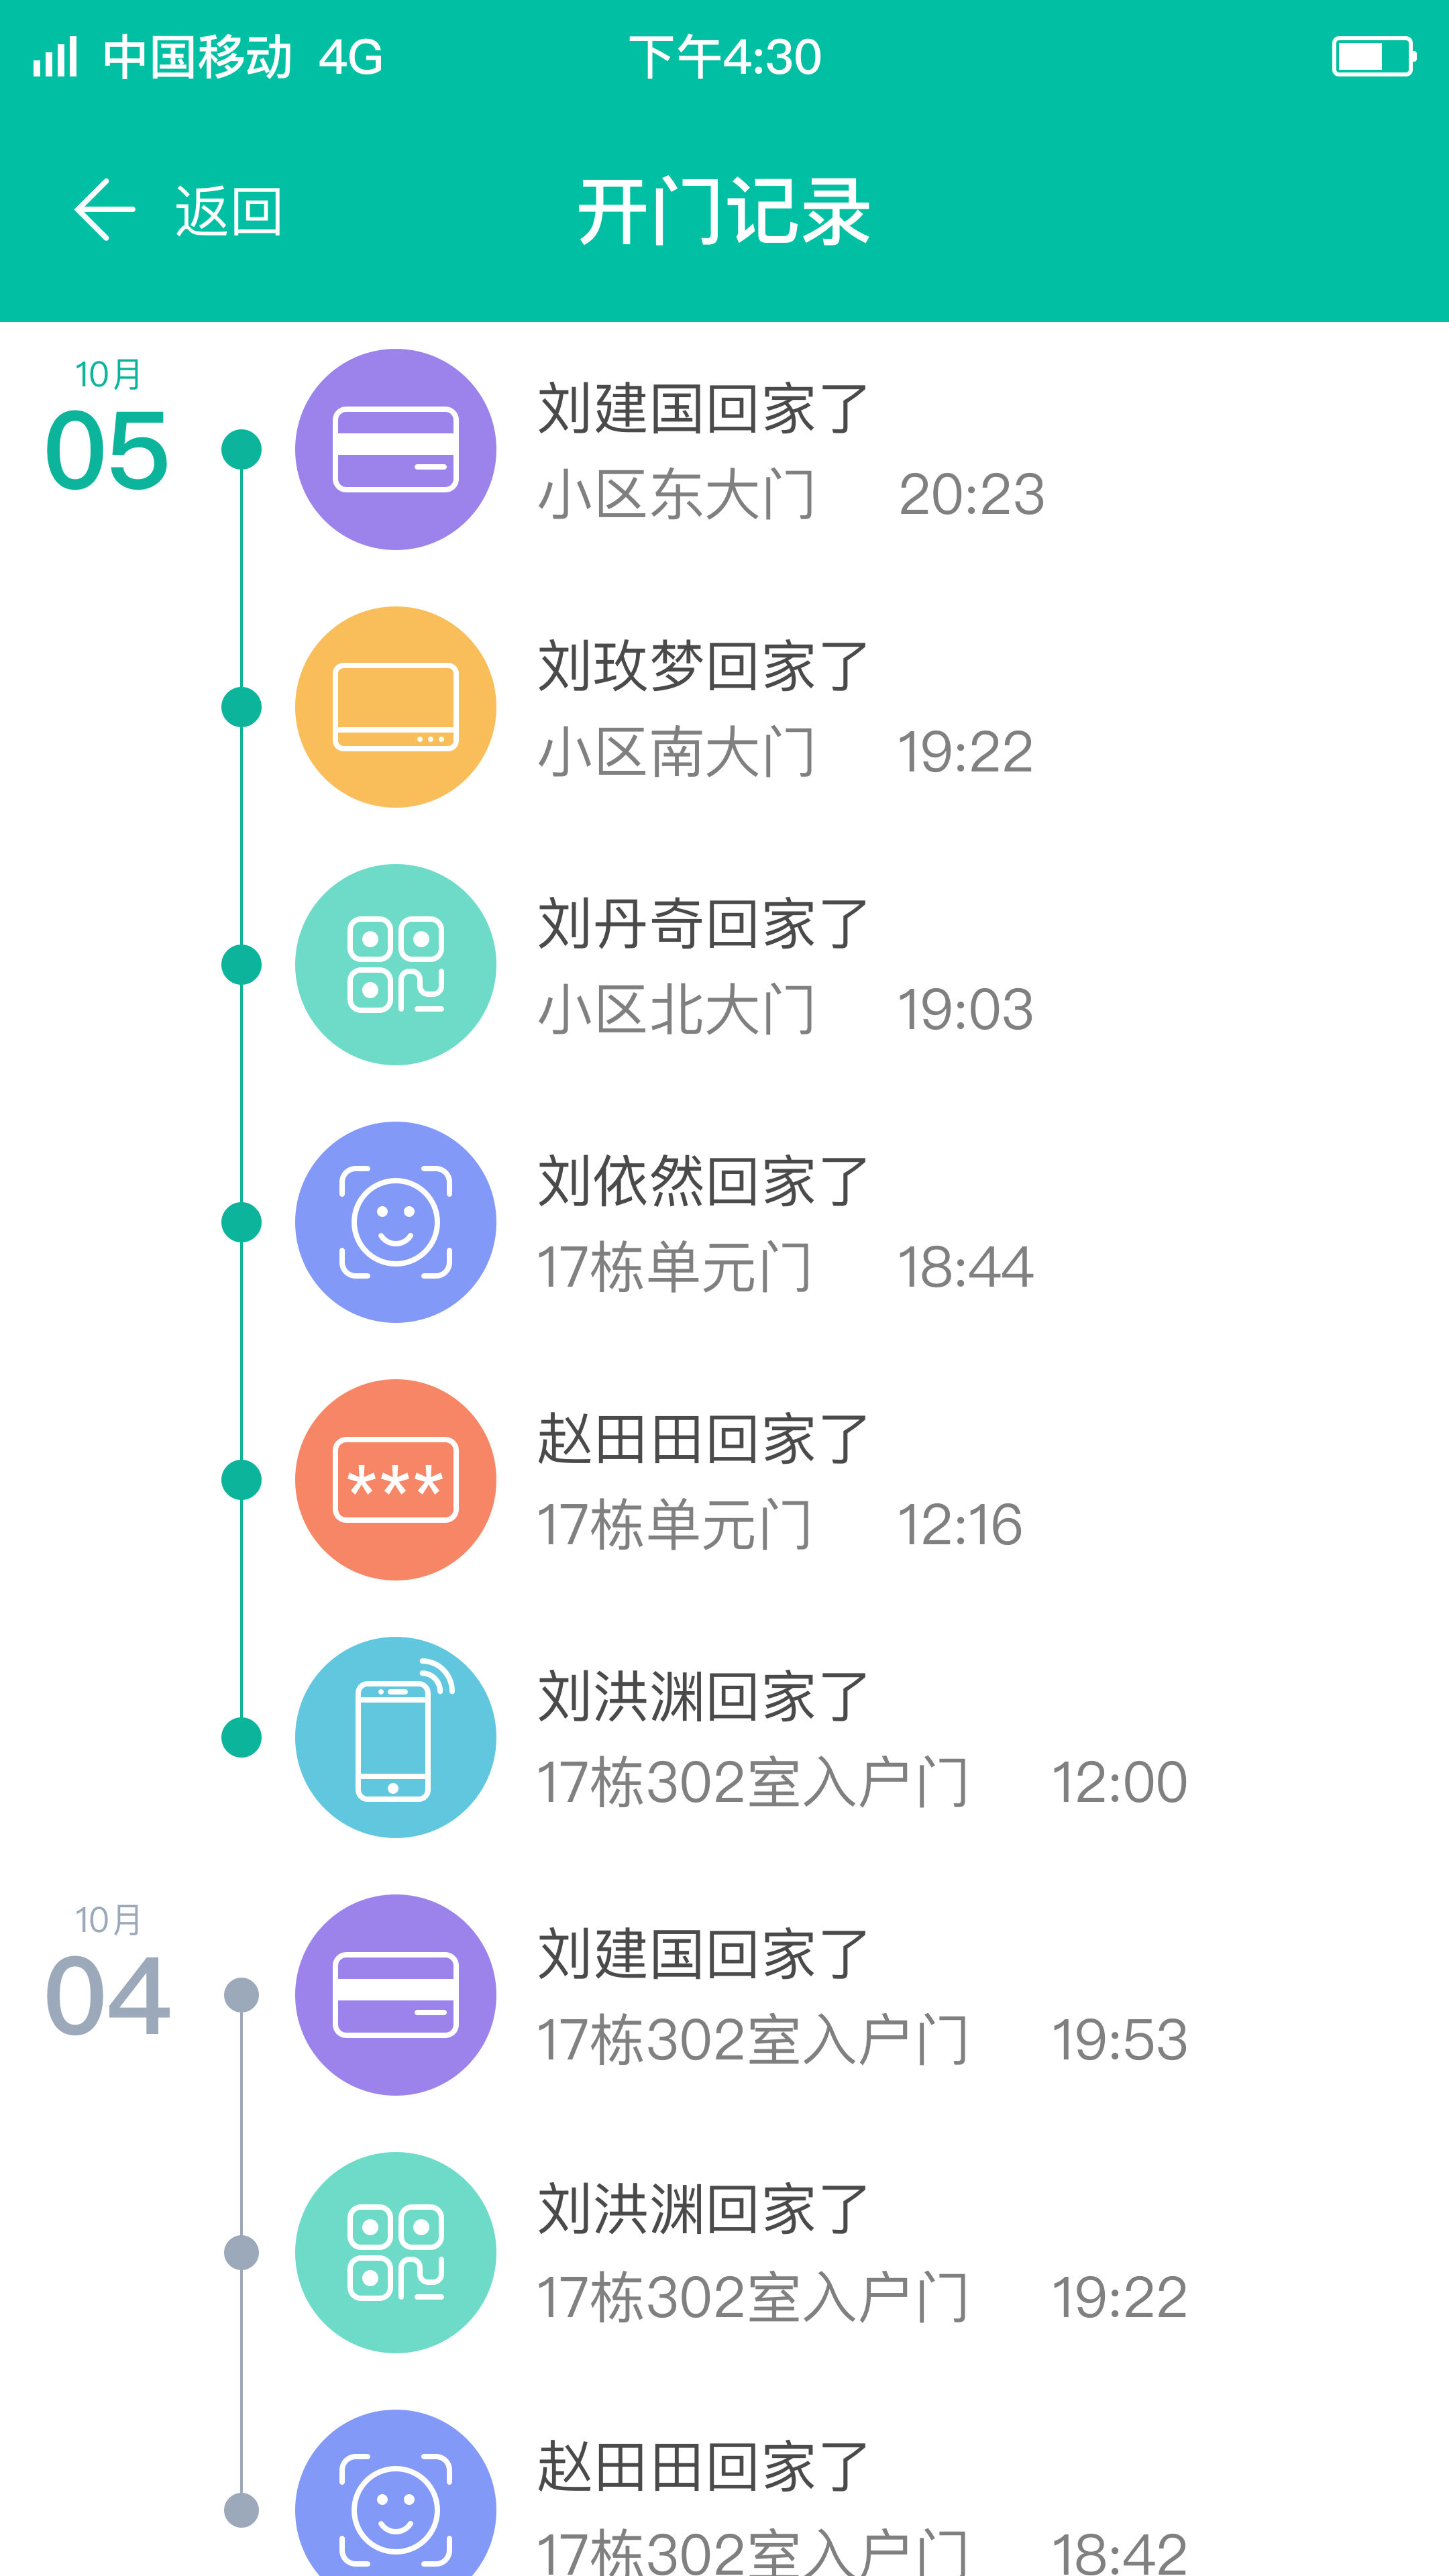 中国移动 4G 下午4:30
返回 开门记录
10月
05
刘建国回家了
小区东大门 20:23
刘玫梦回家了
小区南大门 19:22
刘丹奇回家了
小区北大门 19:03
刘依然回家了
17栋单元门 18:44
***
赵田田回家了
17栋单元门 12:16
刘洪渊回家了
17栋302室入户门 12:00
10月
04
刘建国回家了
17栋302室入户门 19:53
刘洪渊回家了
17栋302室入户门 19:22
赵田田回家了
17栋302室入户门 18:42